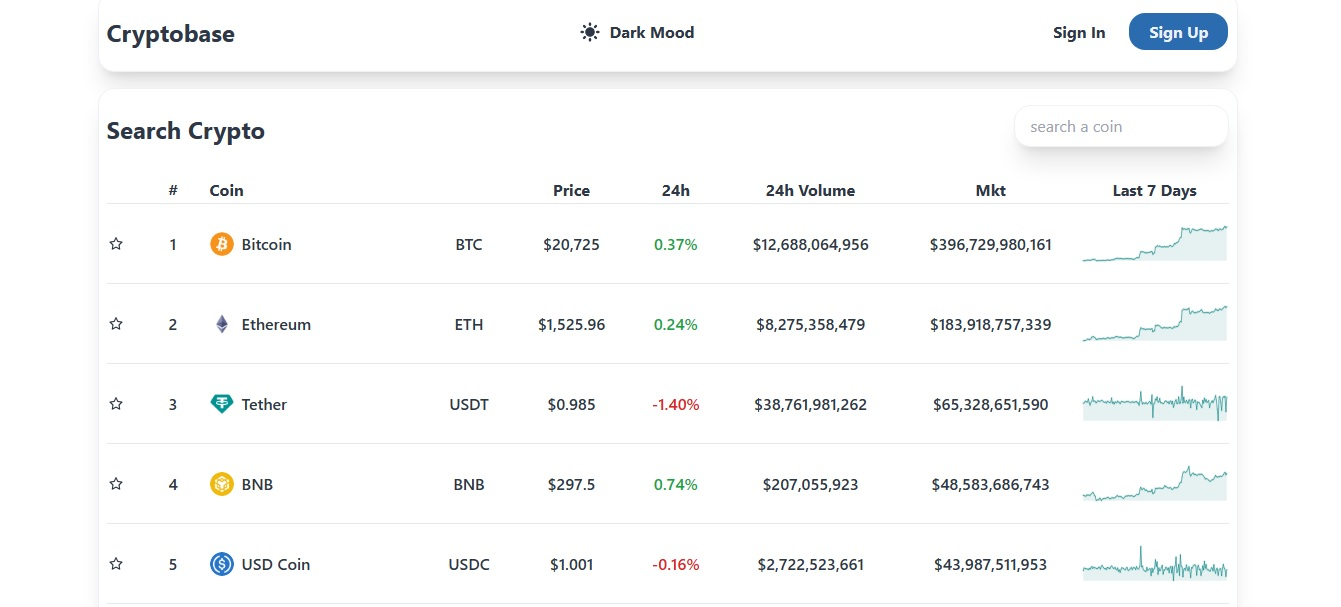 Cryptobase Dark Mood Sign In Sign Up
Search Crypto search a coin
# Coin Price 24h 24h Volume Mkt Last 7 Days
1 Bitcoin BTC $20,725 0.37% $12,688,064,956 $396,729,980,161
2 Ethereum ETH $1,525.96 0.24% $8,275,358,479 $183,918,757,339
3 Tether USDT $0.985 -1.40% $38,761,981,262 $65,328,651,590
4 BNB BNB $297.5 0.74% $207,055,923 $48,583,686,743
5 USD Coin USDC $1.001 -0.16% $2,722,523,661 $43,987,511,953